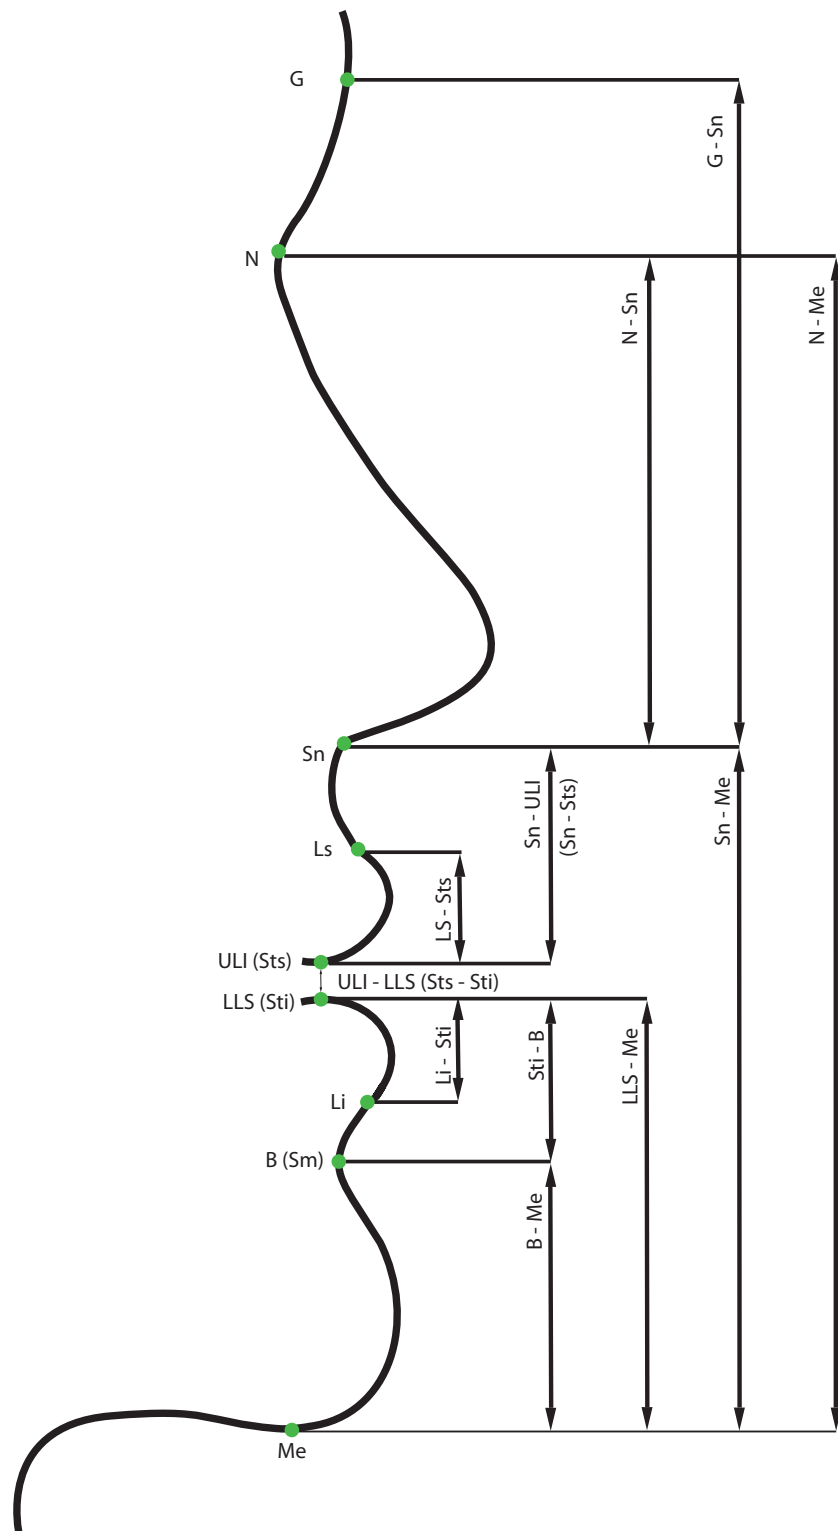 G
G - Sn
N
N - Sn
N - Me
Sn
Sn - ULI
(Sn - Sts)
Sn - Me
Ls
LS - Sts
ULI (Sts)
ULI - LLS (Sts - Sti)
LLS (Sti)
Li - Sti
Sti - B
LLS - Me
Li
B (Sm)
B - Me
Me